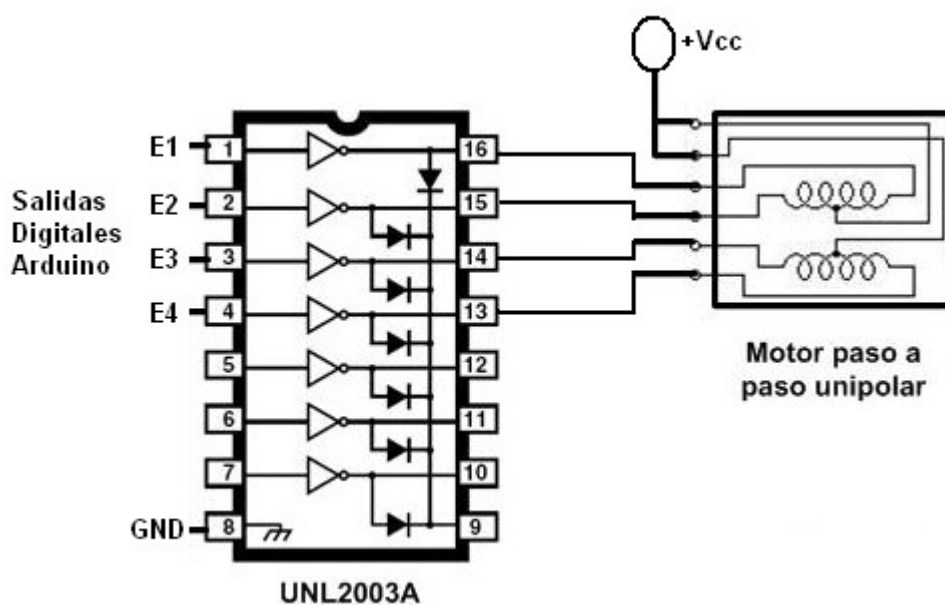 +Vcc
E1
1
16
Salidas
Digitales
Arduino
E2
2
15
E3
3
14
E4
4
13
5
12
6
11
7
10
GND
8
9
UNL2003A
Motor paso a
paso unipolar